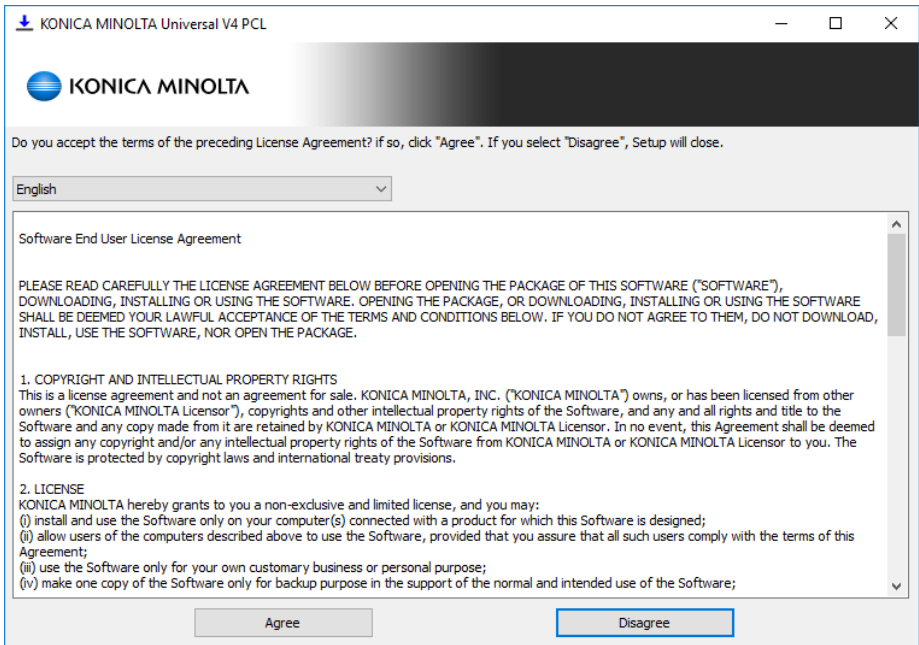 KONICA MINOLTA Universal V4 PCL
KONICA MINOLTA
Do you accept the terms of the preceding License Agreement? if so, click "Agree". If you select "Disagree", Setup will close.
English
Software End User License Agreement
PLEASE READ CAREFULLY THE LICENSE AGREEMENT BELOW BEFORE OPENING THE PACKAGE OF THIS SOFTWARE ("SOFTWARE"),
DOWNLOADING, INSTALLING OR USING THE SOFTWARE. OPENING THE PACKAGE, OR DOWNLOADING, INSTALLING OR USING THE SOFTWARE
SHALL BE DEEMED YOUR LAWFUL ACCEPTANCE OF THE TERMS AND CONDITIONS BELOW. IF YOU DO NOT AGREE TO THEM, DO NOT DOWNLOAD,
INSTALL, USE THE SOFTWARE, NOR OPEN THE PACKAGE.
1. COPYRIGHT AND INTELLECTUAL PROPERTY RIGHTS
This is a license agreement and not an agreement for sale. KONICA MINOLTA, INC. ("KONICA MINOLTA") owns, or has been licensed from other
owners ("KONICA MINOLTA Licensor"), copyrights and other intellectual property rights of the Software, and any and all rights and title to the
Software and any copy made from it are retained by KONICA MINOLTA or KONICA MINOLTA Licensor. In no event, this Agreement shall be deemed
to assign any copyright and/or any intellectual property rights of the Software from KONICA MINOLTA or KONICA MINOLTA Licensor to you. The
Software is protected by copyright laws and international treaty provisions.
2. LICENSE
KONICA MINOLTA hereby grants to you a non-exclusive and limited license, and you may:
(i) install and use the Software only on your computer(s) connected with a product for which this Software is designed;
(ii) allow users of the computers described above to use the Software, provided that you assure that all such users comply with the terms of this
Agreement;
(iii) use the Software only for your own customary business or personal purpose;
(iv) make one copy of the Software only for backup purpose in the support of the normal and intended use of the Software;
Agree
Disagree